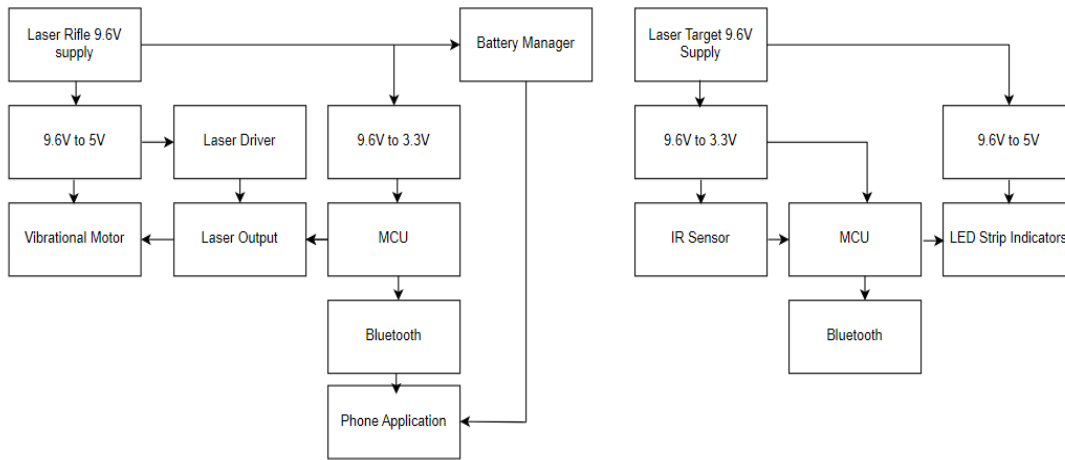 Laser Rifle 9.6V
supply
Battery Manager
9.6V to 5V
Laser Driver
9.6V to 3.3V
Vibrational Motor
Laser Output
MCU
Bluetooth
Phone Application
Laser Target 9.6V
Supply
9.6V to 3.3V
9.6V to 5V
IR Sensor
MCU
LED Strip Indicators
Bluetooth